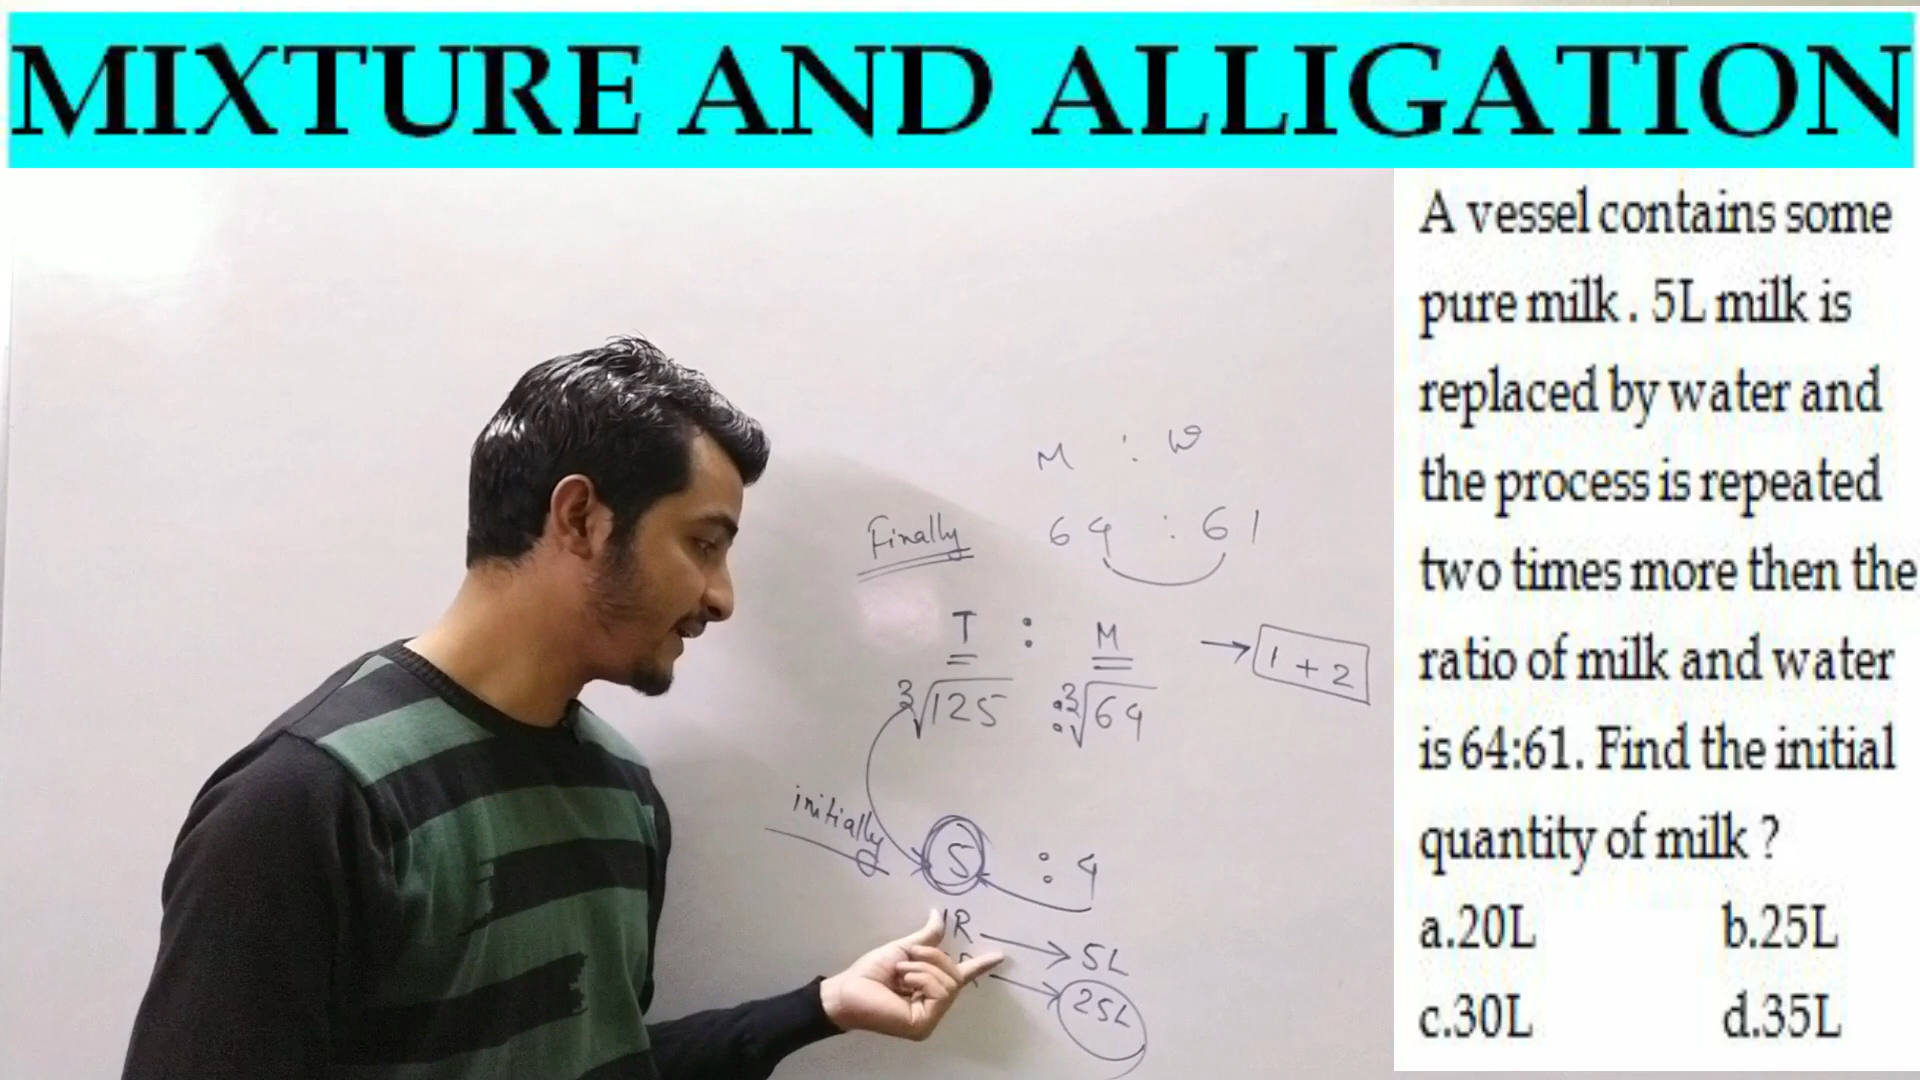 MIXTURE AND ALLIGATION
A vessel contains some
pure milk . 5L milk is
replaced by water and
the process is repeated
two times more then the
ratio of milk and water
is 64:61. Find the initial
quantity of milk ?
a.20L b.25L
c.30L d.35L
M : W
Finally 64 : 61
T : M → 1 + 2
3√125 : 3√64
initially 5 : 4
1R → 5L
→ 25L